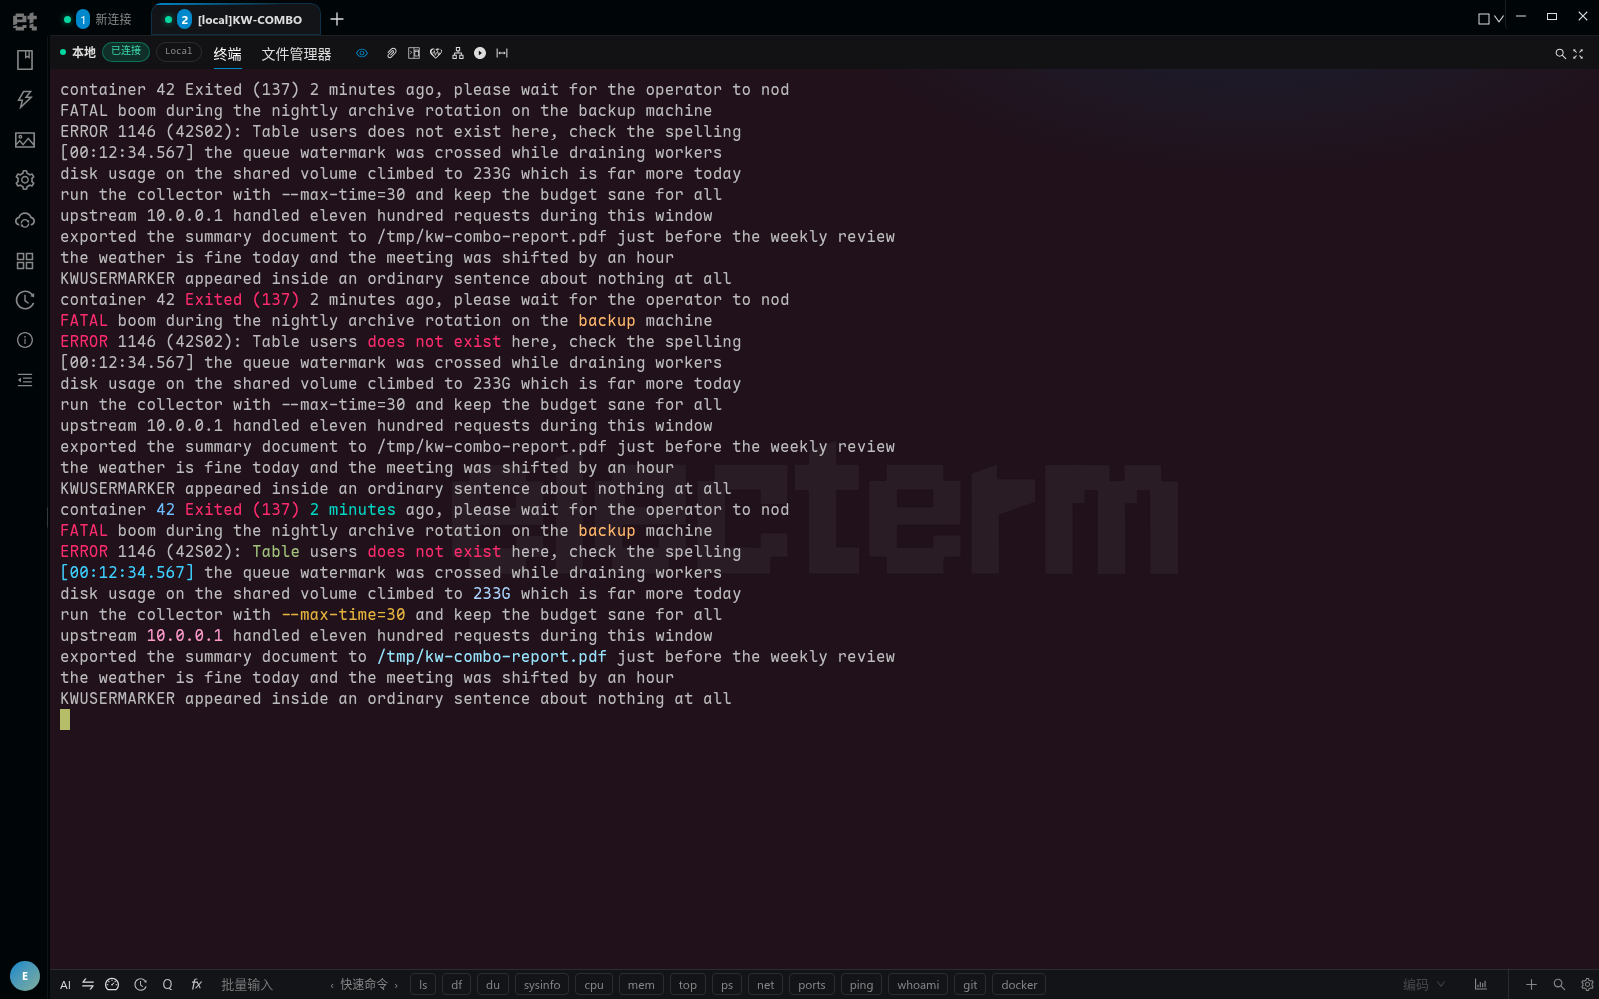 et
1 新连接
2 [local]KW-COMBO
本地 已连接 Local 终端 文件管理器
container 42 Exited (137) 2 minutes ago, please wait for the operator to nod
FATAL boom during the nightly archive rotation on the backup machine
ERROR 1146 (42S02): Table users does not exist here, check the spelling
[00:12:34.567] the queue watermark was crossed while draining workers
disk usage on the shared volume climbed to 233G which is far more today
run the collector with --max-time=30 and keep the budget sane for all
upstream 10.0.0.1 handled eleven hundred requests during this window
exported the summary document to /tmp/kw-combo-report.pdf just before the weekly review
the weather is fine today and the meeting was shifted by an hour
KWUSERMARKER appeared inside an ordinary sentence about nothing at all
container 42 Exited (137) 2 minutes ago, please wait for the operator to nod
FATAL boom during the nightly archive rotation on the backup machine
ERROR 1146 (42S02): Table users does not exist here, check the spelling
[00:12:34.567] the queue watermark was crossed while draining workers
disk usage on the shared volume climbed to 233G which is far more today
run the collector with --max-time=30 and keep the budget sane for all
upstream 10.0.0.1 handled eleven hundred requests during this window
exported the summary document to /tmp/kw-combo-report.pdf just before the weekly review
the weather is fine today and the meeting was shifted by an hour
KWUSERMARKER appeared inside an ordinary sentence about nothing at all
container 42 Exited (137) 2 minutes ago, please wait for the operator to nod
FATAL boom during the nightly archive rotation on the backup machine
ERROR 1146 (42S02): Table users does not exist here, check the spelling
[00:12:34.567] the queue watermark was crossed while draining workers
disk usage on the shared volume climbed to 233G which is far more today
run the collector with --max-time=30 and keep the budget sane for all
upstream 10.0.0.1 handled eleven hundred requests during this window
exported the summary document to /tmp/kw-combo-report.pdf just before the weekly review
the weather is fine today and the meeting was shifted by an hour
KWUSERMARKER appeared inside an ordinary sentence about nothing at all
electerm
E
AI Q fx 批量输入 ‹ 快速命令 › ls df du sysinfo cpu mem top ps net ports ping whoami git docker 编码